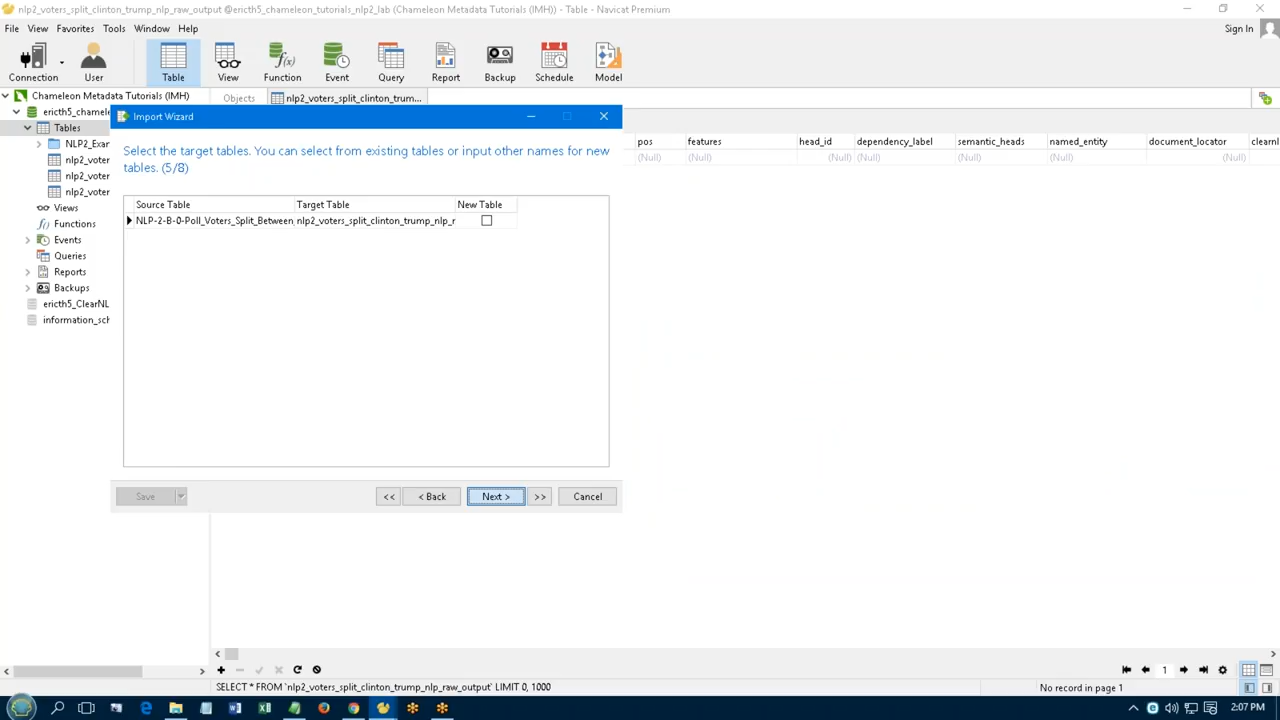 nlp2_voters_split_clinton_trump_nlp_raw_output @ericth5_chameleon_tutorials_nlp2_lab (Chameleon Metadata Tutorials (IMH)) - Table - Navicat Premium
File View Favorites Tools Window Help
Sign In
Connection User Table View Function Event Query Report Backup Schedule Model
Chameleon Metadata Tutorials (IMH)
Objects nlp2_voters_split_clinton_trum...
ericth5_chamele
Import Wizard
Tables
pos features head_id dependency_label semantic_heads named_entity document_locator clearnl
NLP2_Exar
Select the target tables. You can select from existing tables or input other names for new
tables. (5/8)
(Null) (Null) (Null) (Null) (Null) (Null) (Null)
nlp2_voter
nlp2_voter
nlp2_voter
Source Table Target Table New Table
Views
NLP-2-B-0-Poll_Voters_Split_Between_ nlp2_voters_split_clinton_trump_nlp_r
Functions
Events
Queries
Reports
Backups
ericth5_ClearNL
information_sch
Save << < Back Next > >> Cancel
1
SELECT * FROM `nlp2_voters_split_clinton_trump_nlp_raw_output` LIMIT 0, 1000
No record in page 1
2:07 PM